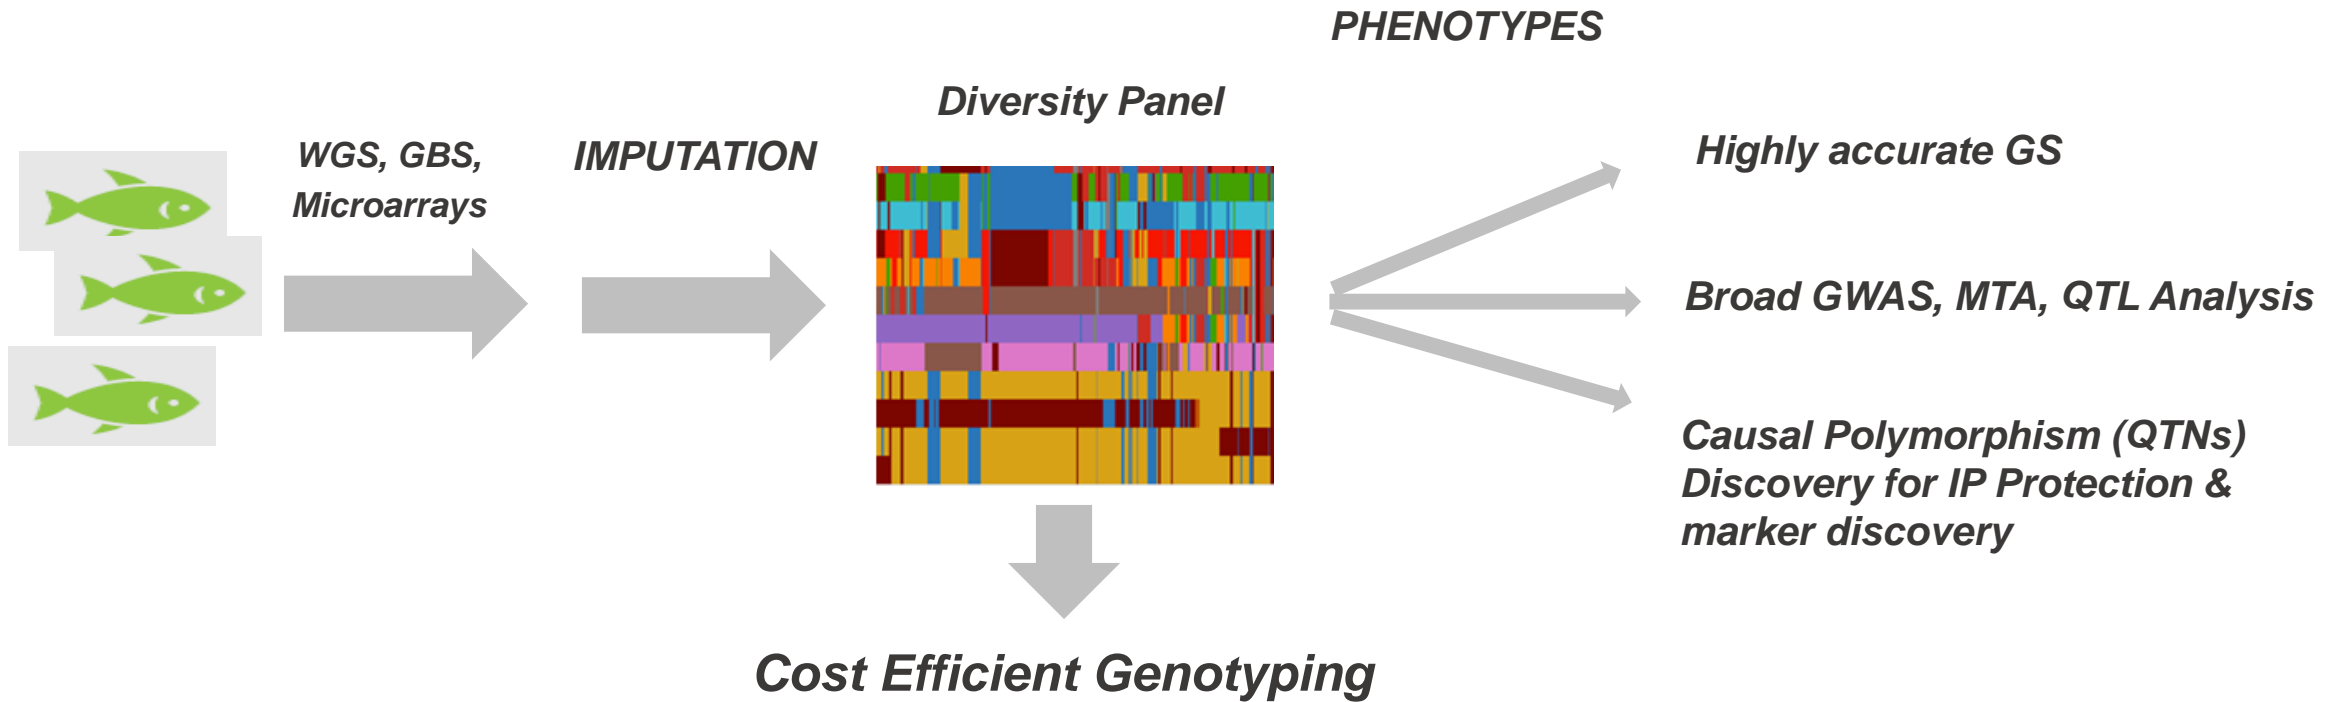 PHENOTYPES
Diversity Panel
WGS, GBS,
Microarrays
IMPUTATION
Highly accurate GS
Broad GWAS, MTA, QTL Analysis
Causal Polymorphism (QTNs)
Discovery for IP Protection &
marker discovery
Cost Efficient Genotyping